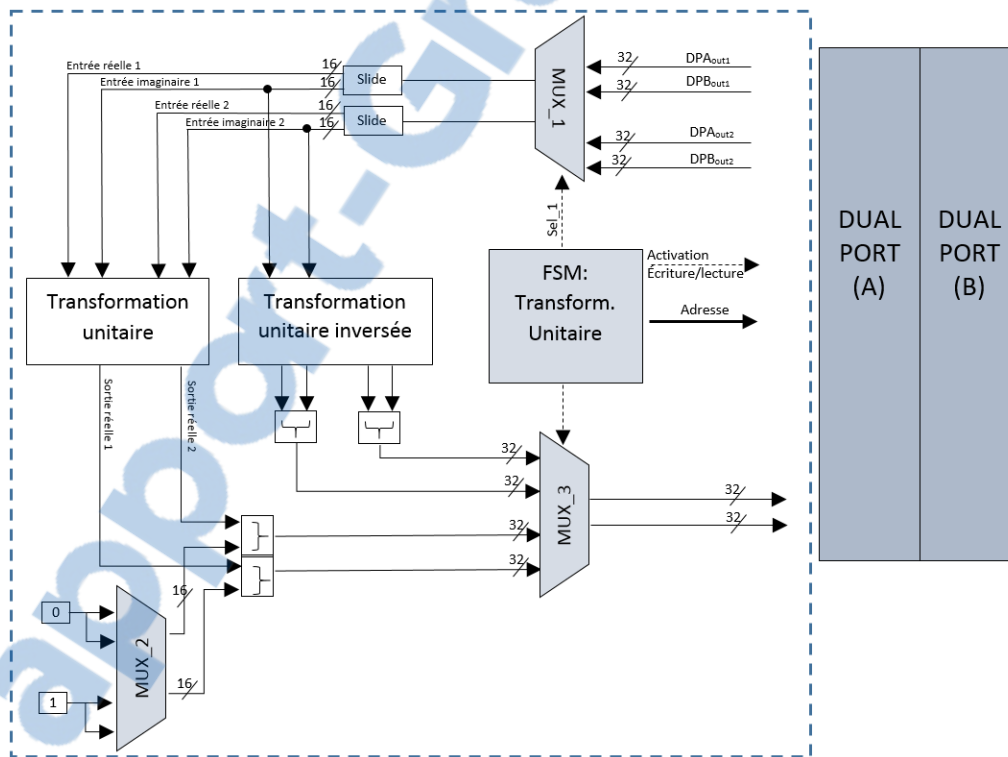 Entrée réelle 1
16
Entrée imaginaire 1
16
Slide
Entrée réelle 2
16
Entrée imaginaire 2
16
Slide
MUX_1
32
DPAout1
32
DPBout1
32
DPAout2
32
DPBout2
Sel_1
Transformation
unitaire
Transformation
unitaire inversée
FSM:
Transform.
Unitaire
Activation
Écriture/lecture
Adresse
DUAL
PORT
(A)
DUAL
PORT
(B)
Sortie réelle 1
Sortie réelle 2
32
32
32
32
MUX_3
32
32
0
1
MUX_2
16
16